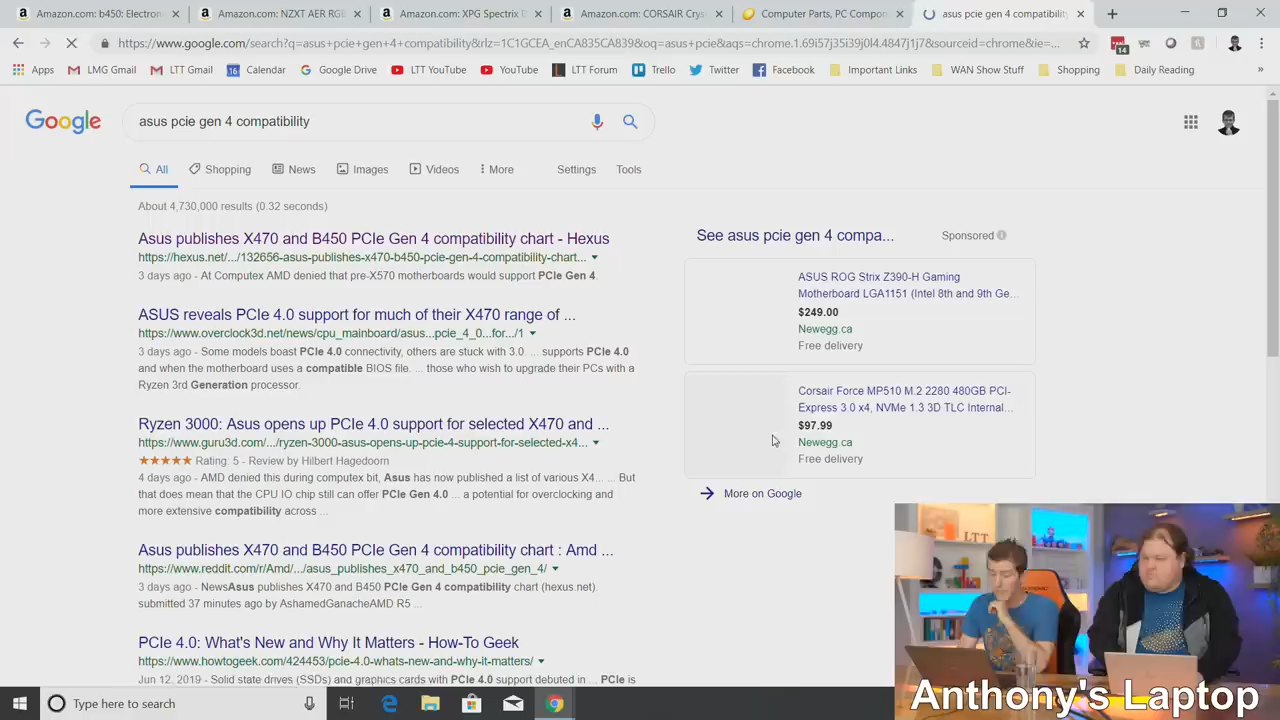 Amazon.com: b450: Electron
Amazon.com: NZXT AER RGB
Amazon.com: XPG Spectrix D
Amazon.com: CORSAIR Crys
Computer Parts, PC Compon
asus pcie gen 4 compatibility
https://www.google.com/search?q=asus+pcie+gen+4+compatibility&rlz=1C1GCEA_enCA835CA839&oq=asus+pcie&aqs=chrome.1.69i57j35i39j0l4.4847j1j7&sourceid=chrome&ie=...
14
Apps
LMG Gmail
LTT Gmail
16
Calendar
Google Drive
LTT YouTube
YouTube
LTT Forum
Trello
Twitter
Facebook
Important Links
WAN Show Stuff
Shopping
Daily Reading
Google
asus pcie gen 4 compatibility
All
Shopping
News
Images
Videos
More
Settings
Tools
About 4,730,000 results (0.32 seconds)
Asus publishes X470 and B450 PCIe Gen 4 compatibility chart - Hexus
https://hexus.net/.../132656-asus-publishes-x470-b450-pcie-gen-4-compatibility-chart...
3 days ago - At Computex AMD denied that pre-X570 motherboards would support PCIe Gen 4.
ASUS reveals PCIe 4.0 support for much of their X470 range of ...
https://www.overclock3d.net/news/cpu_mainboard/asus...pcie_4_0...for.../1
3 days ago - Some models boast PCIe 4.0 connectivity, others are stuck with 3.0. ... supports PCIe 4.0
and when the motherboard uses a compatible BIOS file. ... those who wish to upgrade their PCs with a
Ryzen 3rd Generation processor.
Ryzen 3000: Asus opens up PCIe 4.0 support for selected X470 and ...
https://www.guru3d.com/.../ryzen-3000-asus-opens-up-pcie-4-support-for-selected-x4...
★★★★★ Rating: 5 - Review by Hilbert Hagedoorn
4 days ago - AMD denied this during computex bit, Asus has now published a list of various X4... But
that does mean that the CPU IO chip still can offer PCIe Gen 4.0 ... a potential for overclocking and
more extensive compatibility across ...
Asus publishes X470 and B450 PCIe Gen 4 compatibility chart : Amd ...
https://www.reddit.com/r/Amd/.../asus_publishes_x470_and_b450_pcie_gen_4/
3 days ago - NewsAsus publishes X470 and B450 PCIe Gen 4 compatibility chart (hexus.net).
submitted 37 minutes ago by AshamedGanacheAMD R5 ...
PCIe 4.0: What's New and Why It Matters - How-To Geek
https://www.howtogeek.com/424453/pcie-4.0-whats-new-and-why-it-matters/
Jun 12, 2019 - Solid state drives (SSDs) and graphics cards with PCIe 4.0 support debuted in ... PCIe is
See asus pcie gen 4 compa...
Sponsored
ASUS ROG Strix Z390-H Gaming
Motherboard LGA1151 (Intel 8th and 9th Ge...
$249.00
Newegg.ca
Free delivery
Corsair Force MP510 M.2 2280 480GB PCI-
Express 3.0 x4, NVMe 1.3 3D TLC Internal...
$97.99
Newegg.ca
Free delivery
More on Google
LTT
Anthony's Laptop
Type here to search